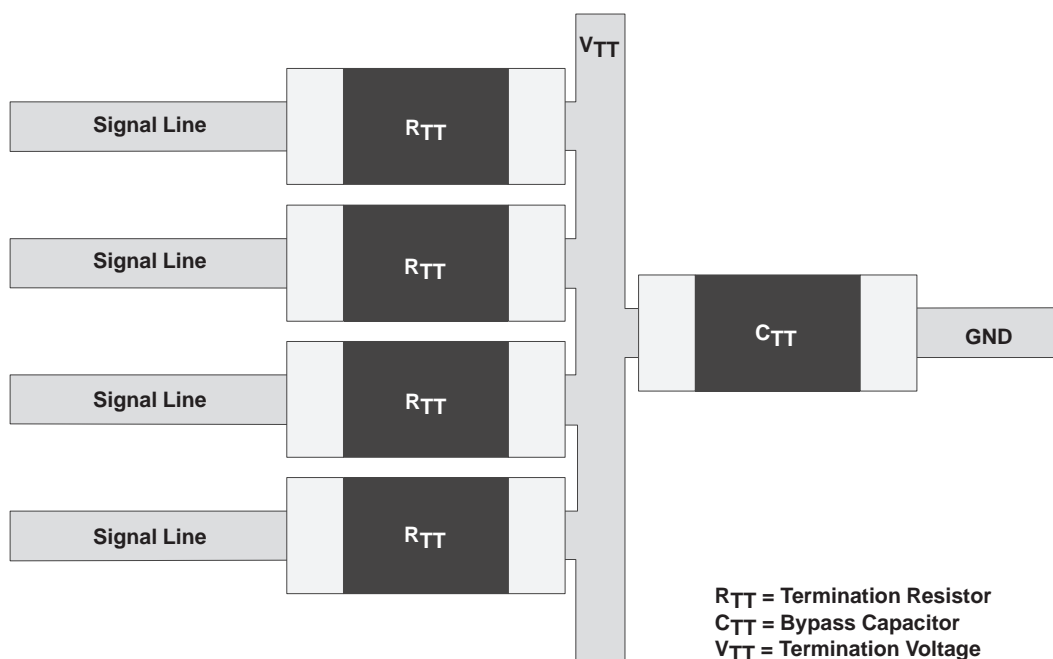 VTT
Signal Line
RTT
Signal Line
RTT
CTT
GND
Signal Line
RTT
Signal Line
RTT
RTT = Termination Resistor
CTT = Bypass Capacitor
VTT = Termination Voltage